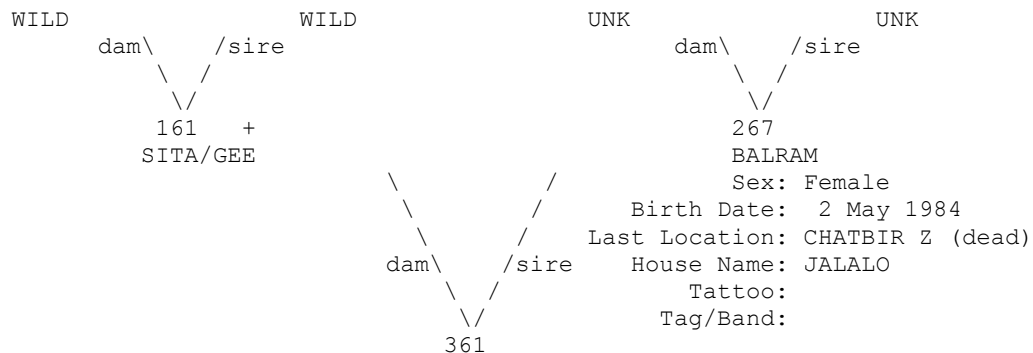 WILD WILD UNK UNK
dam\ /sire dam\ /sire
\ / \ /
\/ \/
161 + 267
SITA/GEE BALRAM
\ / Sex: Female
\ / Birth Date: 2 May 1984
\ / Last Location: CHATBIR Z (dead)
dam\ /sire House Name: JALALO
\ / Tattoo:
\/ Tag/Band:
361